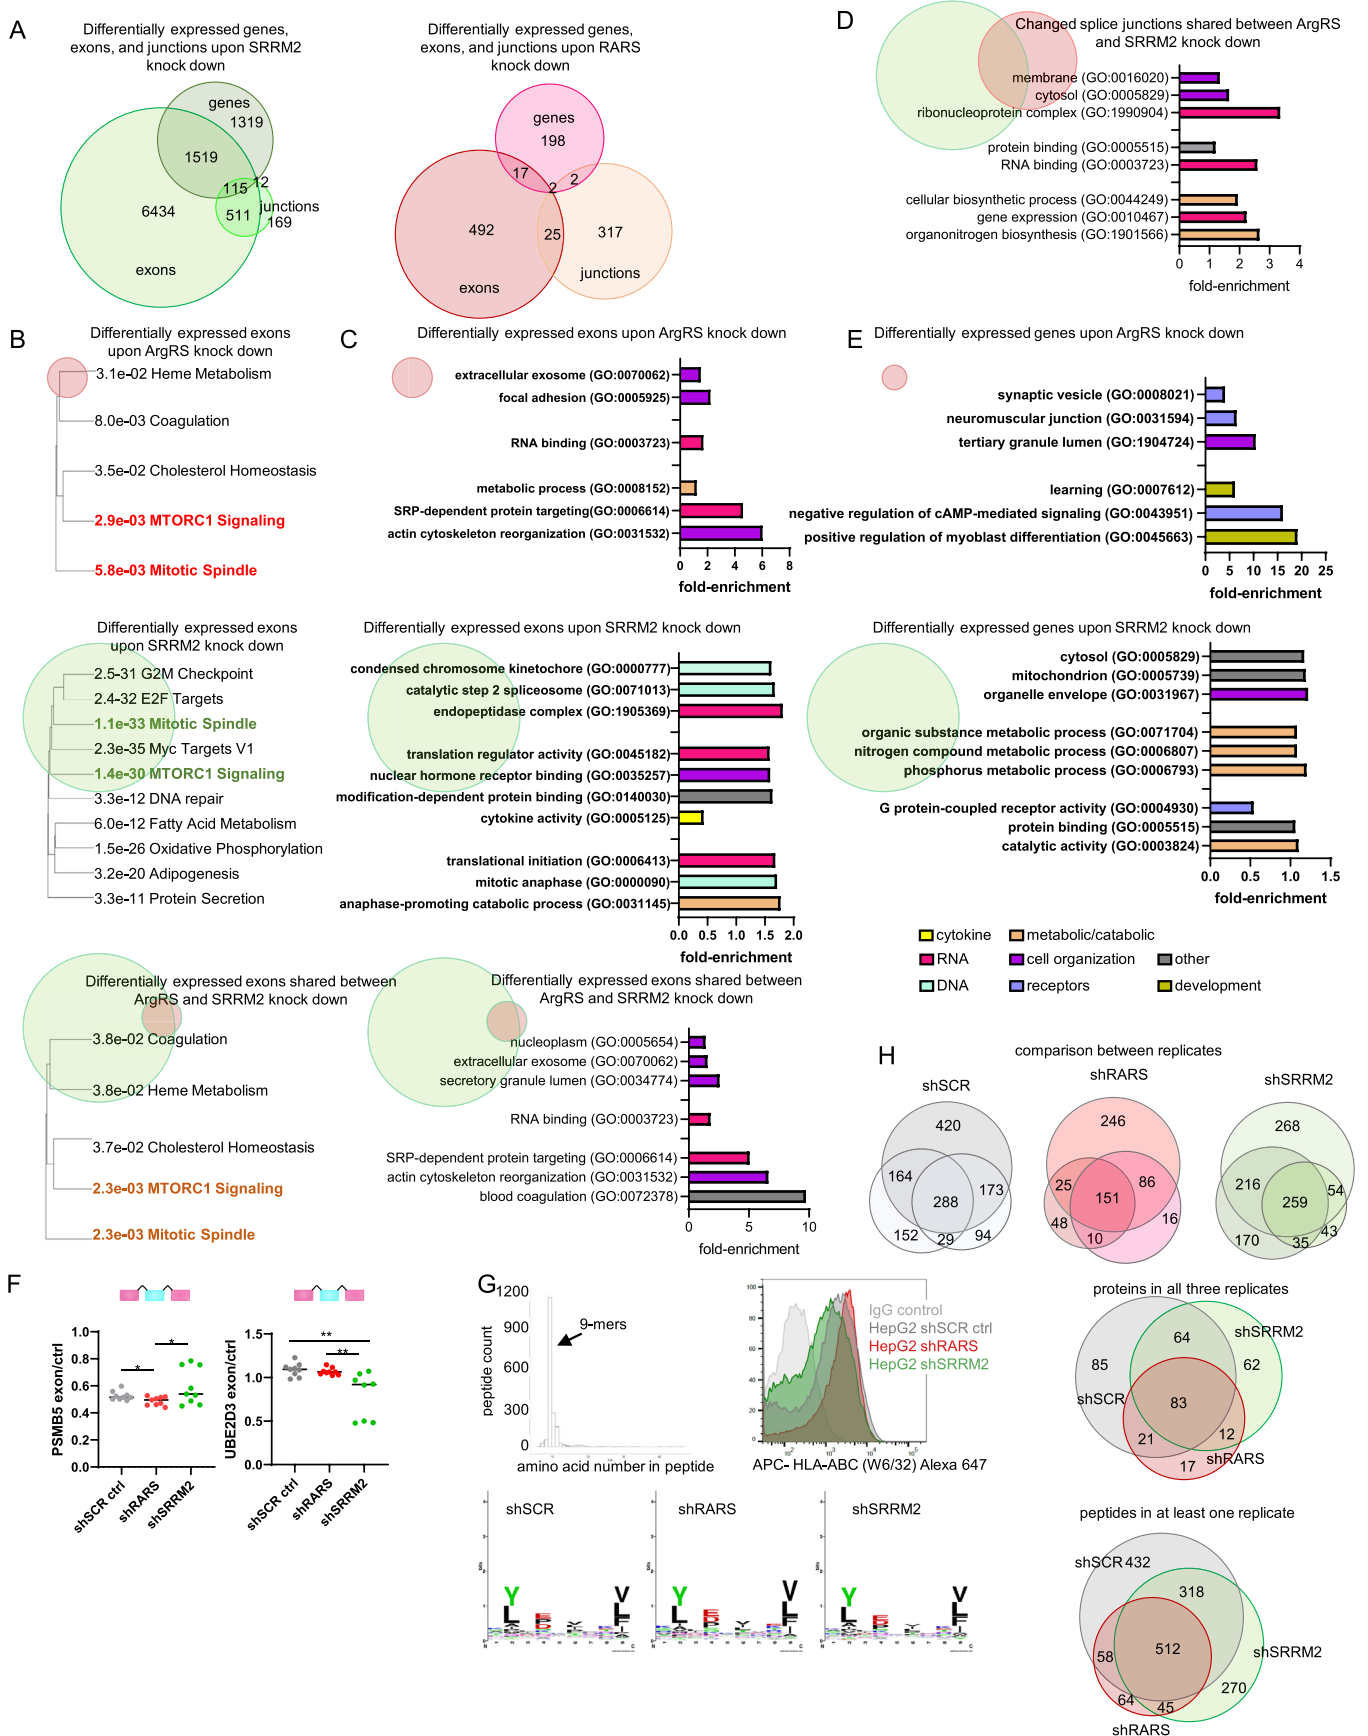 A
Differentially expressed genes,
exons, and junctions upon SRRM2
knock down
genes
1319
1519
115
12
6434
511
junctions
169
exons
Differentially expressed genes,
exons, and junctions upon RARS
knock down
genes
198
17
2
2
492
25
317
junctions
exons
D
Changed splice junctions shared between ArgRS
and SRRM2 knock down
membrane (GO:0016020)
cytosol (GO:0005829)
ribonucleoprotein complex (GO:1990904)
protein binding (GO:0005515)
RNA binding (GO:0003723)
cellular biosynthetic process (GO:0044249)
gene expression (GO:0010467)
organonitrogen biosynthesis (GO:1901566)
0 1 2 3 4
fold-enrichment
B
Differentially expressed exons
upon ArgRS knock down
3.1e-02 Heme Metabolism
8.0e-03 Coagulation
3.5e-02 Cholesterol Homeostasis
2.9e-03 MTORC1 Signaling
5.8e-03 Mitotic Spindle
Differentially expressed exons
upon SRRM2 knock down
2.5-31 G2M Checkpoint
2.4-32 E2F Targets
1.1e-33 Mitotic Spindle
2.3e-35 Myc Targets V1
1.4e-30 MTORC1 Signaling
3.3e-12 DNA repair
6.0e-12 Fatty Acid Metabolism
1.5e-26 Oxidative Phosphorylation
3.2e-20 Adipogenesis
3.3e-11 Protein Secretion
Differentially expressed exons shared between
ArgRS and SRRM2 knock down
3.8e-02 Coagulation
3.8e-02 Heme Metabolism
3.7e-02 Cholesterol Homeostasis
2.3e-03 MTORC1 Signaling
2.3e-03 Mitotic Spindle
C
Differentially expressed exons upon ArgRS knock down
extracellular exosome (GO:0070062)
focal adhesion (GO:0005925)
RNA binding (GO:0003723)
metabolic process (GO:0008152)
SRP-dependent protein targeting(GO:0006614)
actin cytoskeleton reorganization (GO:0031532)
0 2 4 6 8
fold-enrichment
Differentially expressed exons upon SRRM2 knock down
condensed chromosome kinetochore (GO:0000777)
catalytic step 2 spliceosome (GO:0071013)
endopeptidase complex (GO:1905369)
translation regulator activity (GO:0045182)
nuclear hormone receptor binding (GO:0035257)
modification-dependent protein binding (GO:0140030)
cytokine activity (GO:0005125)
translational initiation (GO:0006413)
mitotic anaphase (GO:0000090)
anaphase-promoting catabolic process (GO:0031145)
0.0 0.5 1.0 1.5 2.0
fold-enrichment
Differentially expressed exons shared between
ArgRS and SRRM2 knock down
nucleoplasm (GO:0005654)
extracellular exosome (GO:0070062)
secretory granule lumen (GO:0034774)
RNA binding (GO:0003723)
SRP-dependent protein targeting (GO:0006614)
actin cytoskeleton reorganization (GO:0031532)
blood coagulation (GO:0072378)
0 5 10
fold-enrichment
E
Differentially expressed genes upon ArgRS knock down
synaptic vesicle (GO:0008021)
neuromuscular junction (GO:0031594)
tertiary granule lumen (GO:1904724)
learning (GO:0007612)
negative regulation of cAMP-mediated signaling (GO:0043951)
positive regulation of myoblast differentiation (GO:0045663)
0 5 10 15 20 25
fold-enrichment
Differentially expressed genes upon SRRM2 knock down
cytosol (GO:0005829)
mitochondrion (GO:0005739)
organelle envelope (GO:0031967)
organic substance metabolic process (GO:0071704)
nitrogen compound metabolic process (GO:0006807)
phosphorus metabolic process (GO:0006793)
G protein-coupled receptor activity (GO:0004930)
protein binding (GO:0005515)
catalytic activity (GO:0003824)
0.0 0.5 1.0 1.5
fold-enrichment
cytokine
metabolic/catabolic
RNA
cell organization
other
DNA
receptors
development
H
comparison between replicates
shSCR
420
164
173
288
152
29
94
shRARS
246
25
86
151
48
10
16
shSRRM2
268
216
54
259
170
35
43
proteins in all three replicates
64
shSRRM2
85
62
shSCR
83
21
12
17
shRARS
peptides in at least one replicate
shSCR 432
318
512
58
shSRRM2
64
45
270
shRARS
F
PSMB5 exon/ctrl
1.0
0.8
0.6
0.4
0.2
0.0
*
*
shSCR ctrl
shRARS
shSRRM2
UBE2D3 exon/ctrl
1.5
1.0
0.5
0.0
**
**
shSCR ctrl
shRARS
shSRRM2
G
peptide count
1200
900
600
300
0
9-mers
amino acid number in peptide
100
80
60
40
20
0
IgG control
HepG2 shSCR ctrl
HepG2 shRARS
HepG2 shSRRM2
10² 10³ 10⁴ 10⁵
APC- HLA-ABC (W6/32) Alexa 647
shSCR
shRARS
shSRRM2